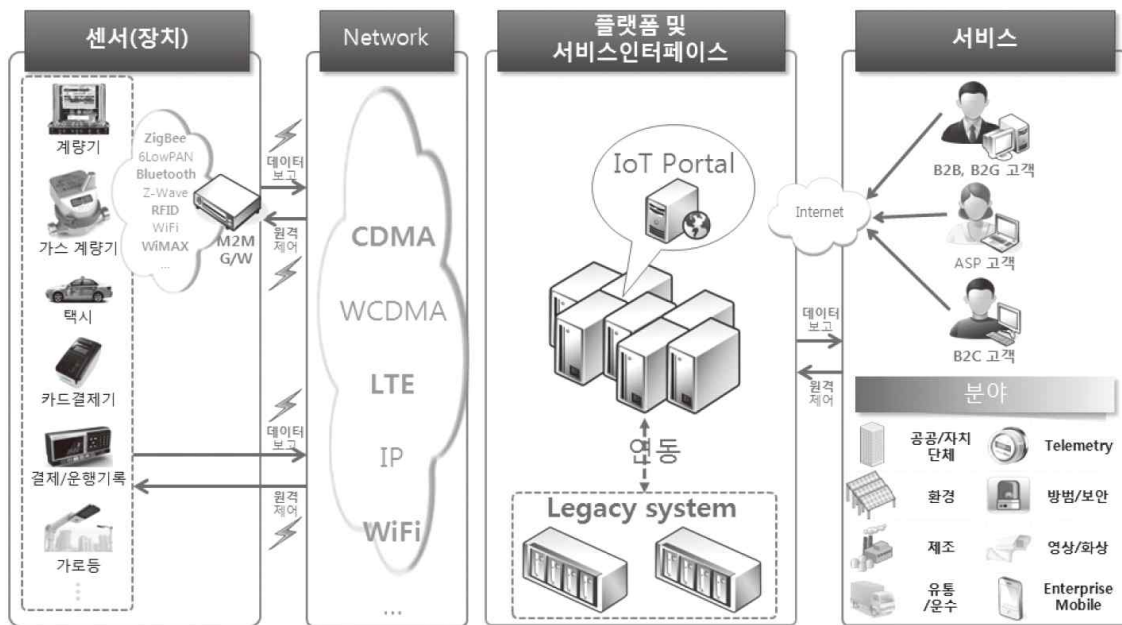 센서(장치)
계량기
가스 계량기
택시
카드결제기
결제/운행기록
가로등
ZigBee
6LowPAN
Bluetooth
Z-Wave
RFID
WiFi
WiMAX
...
M2M
G/W
데이터
보고
원격
제어
데이터
보고
원격
제어
Network
CDMA
WCDMA
LTE
IP
WiFi
...
플랫폼 및
서비스인터페이스
IoT Portal
연동
Legacy system
데이터
보고
원격
제어
서비스
Internet
B2B, B2G 고객
ASP 고객
B2C 고객
분야
공공/자치
단체
Telemetry
환경
방범/보안
제조
영상/화상
유통
/운수
Enterprise
Mobile